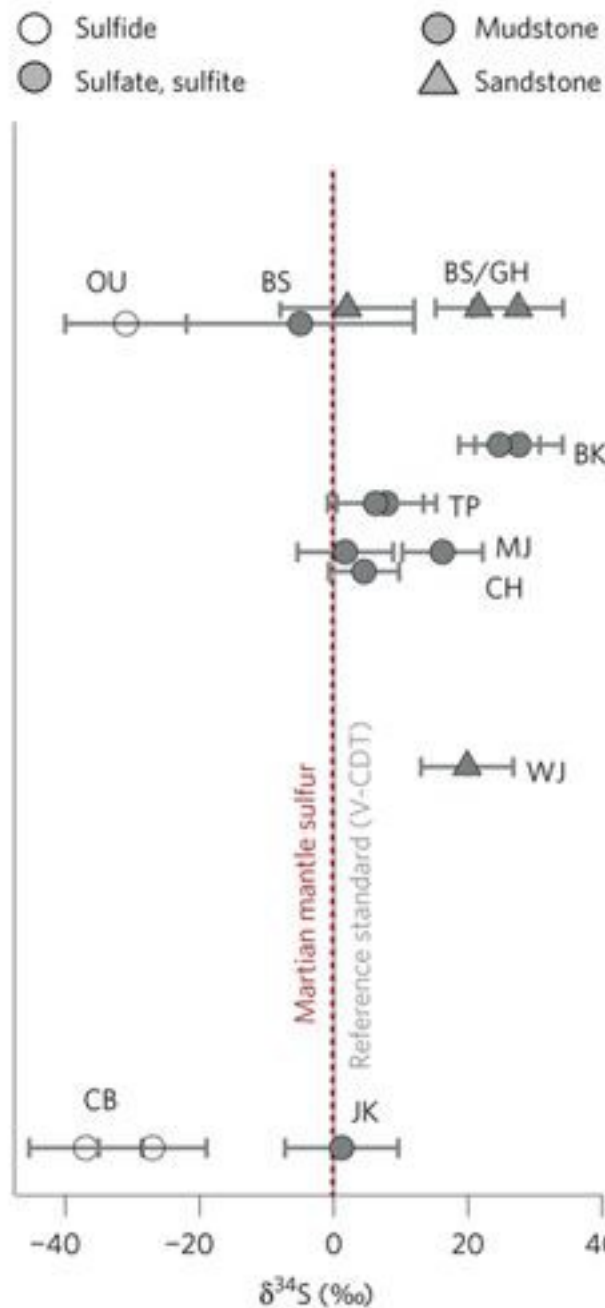 Sulfide
Mudstone
Sulfate, sulfite
Sandstone
OU
BS
BS/GH
BK
TP
MJ
CH
WJ
Martian mantle sulfur
Reference standard (V-CDT)
CB
JK
−40
−20
0
20
δ³⁴S (‰)